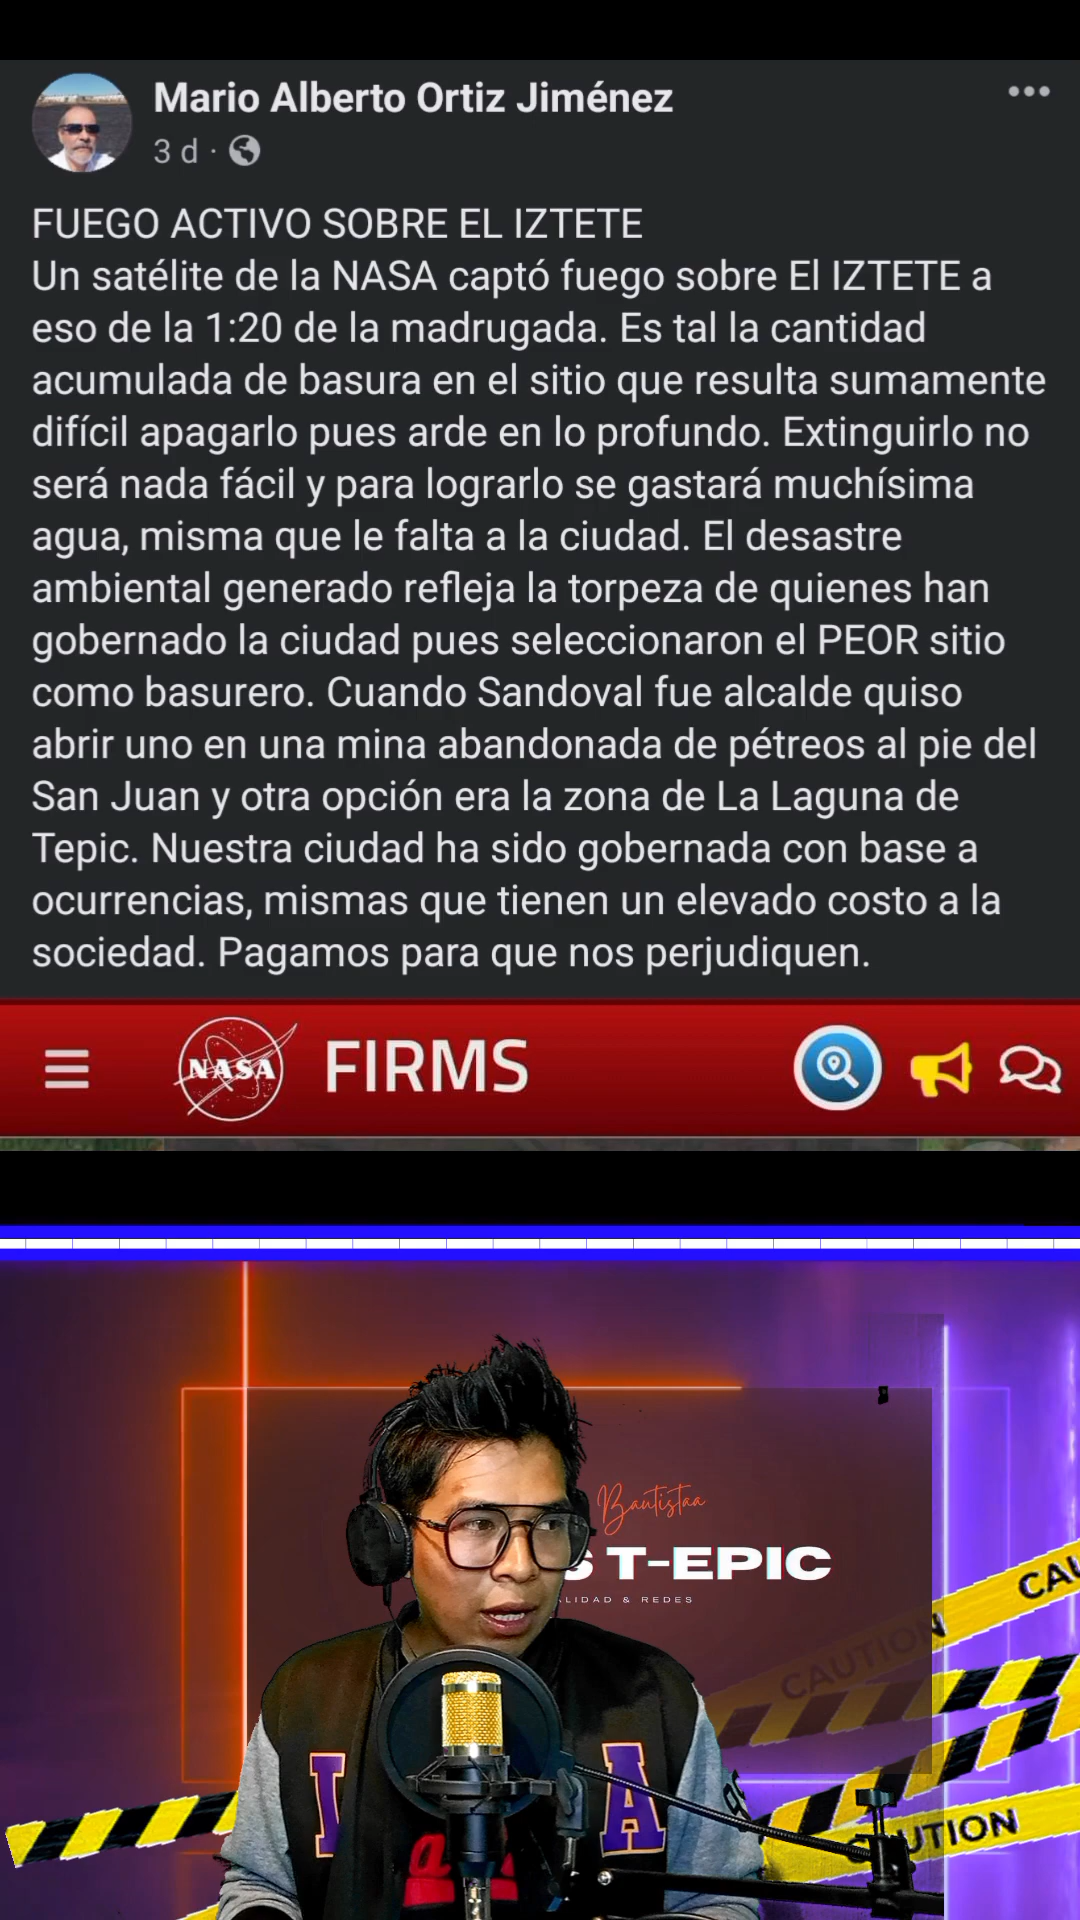 Mario Alberto Ortiz Jiménez
3 d ·
FUEGO ACTIVO SOBRE EL IZTETE
Un satélite de la NASA captó fuego sobre El IZTETE a
eso de la 1:20 de la madrugada. Es tal la cantidad
acumulada de basura en el sitio que resulta sumamente
difícil apagarlo pues arde en lo profundo. Extinguirlo no
será nada fácil y para lograrlo se gastará muchísima
agua, misma que le falta a la ciudad. El desastre
ambiental generado refleja la torpeza de quienes han
gobernado la ciudad pues seleccionaron el PEOR sitio
como basurero. Cuando Sandoval fue alcalde quiso
abrir uno en una mina abandonada de pétreos al pie del
San Juan y otra opción era la zona de La Laguna de
Tepic. Nuestra ciudad ha sido gobernada con base a
ocurrencias, mismas que tienen un elevado costo a la
sociedad. Pagamos para que nos perjudiquen.
NASA FIRMS
Bautistaa
S T-EPIC
LIDAD & REDES
CAU
CAUTION
L A
UTION